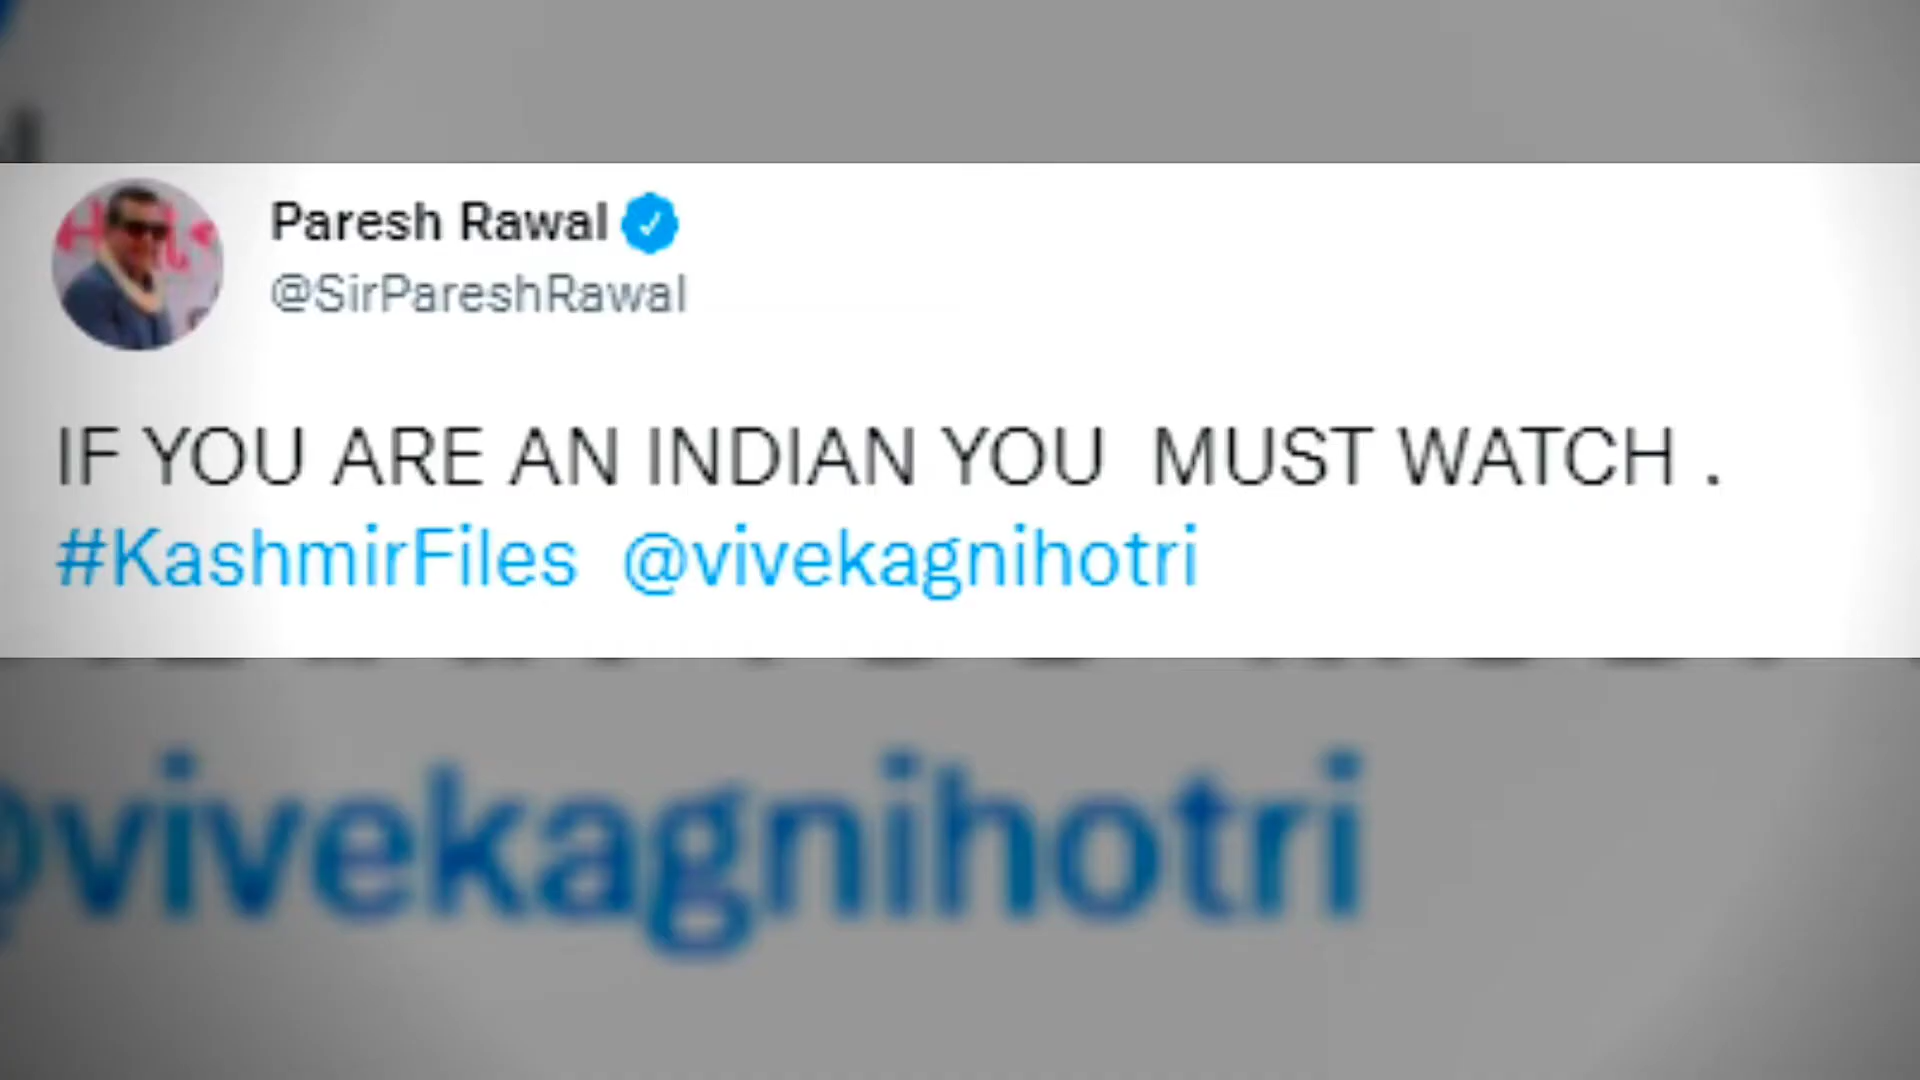 Paresh Rawal
@SirPareshRawal
IF YOU ARE AN INDIAN YOU MUST WATCH .
#KashmirFiles @vivekagnihotri
@vivekagnihotri